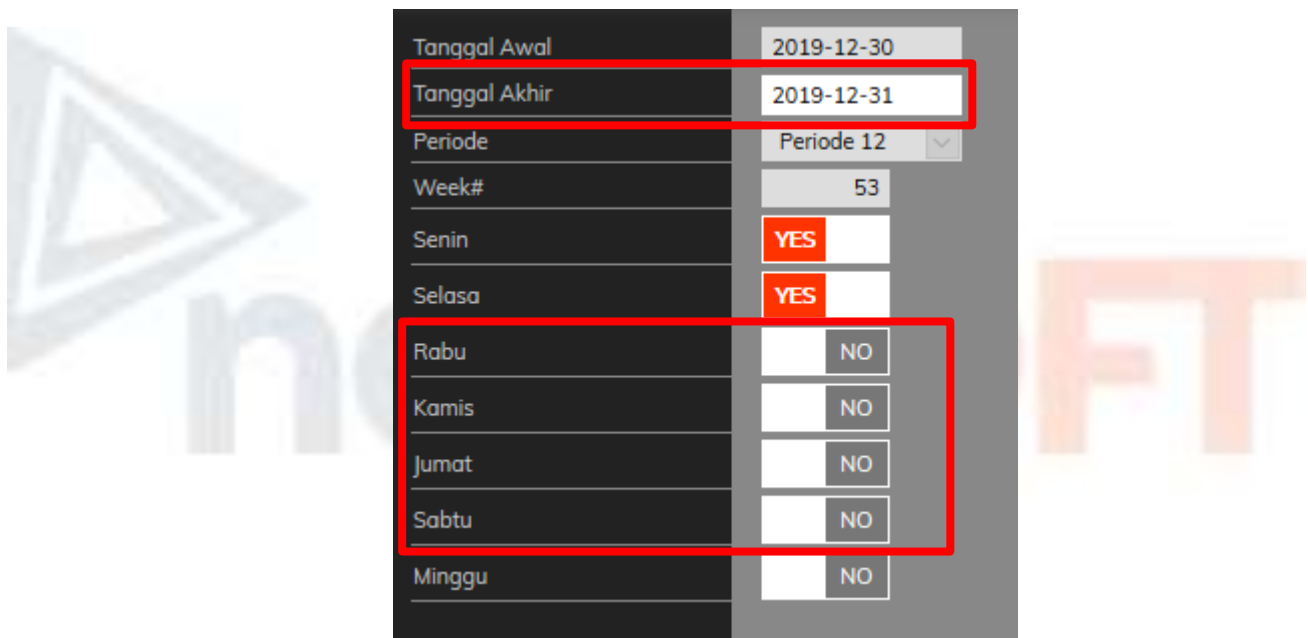 Tanggal Awal 2019-12-30
Tanggal Akhir 2019-12-31
Periode Periode 12
Week# 53
Senin YES
Selasa YES
Rabu NO
Kamis NO
Jumat NO
Sabtu NO
Minggu NO